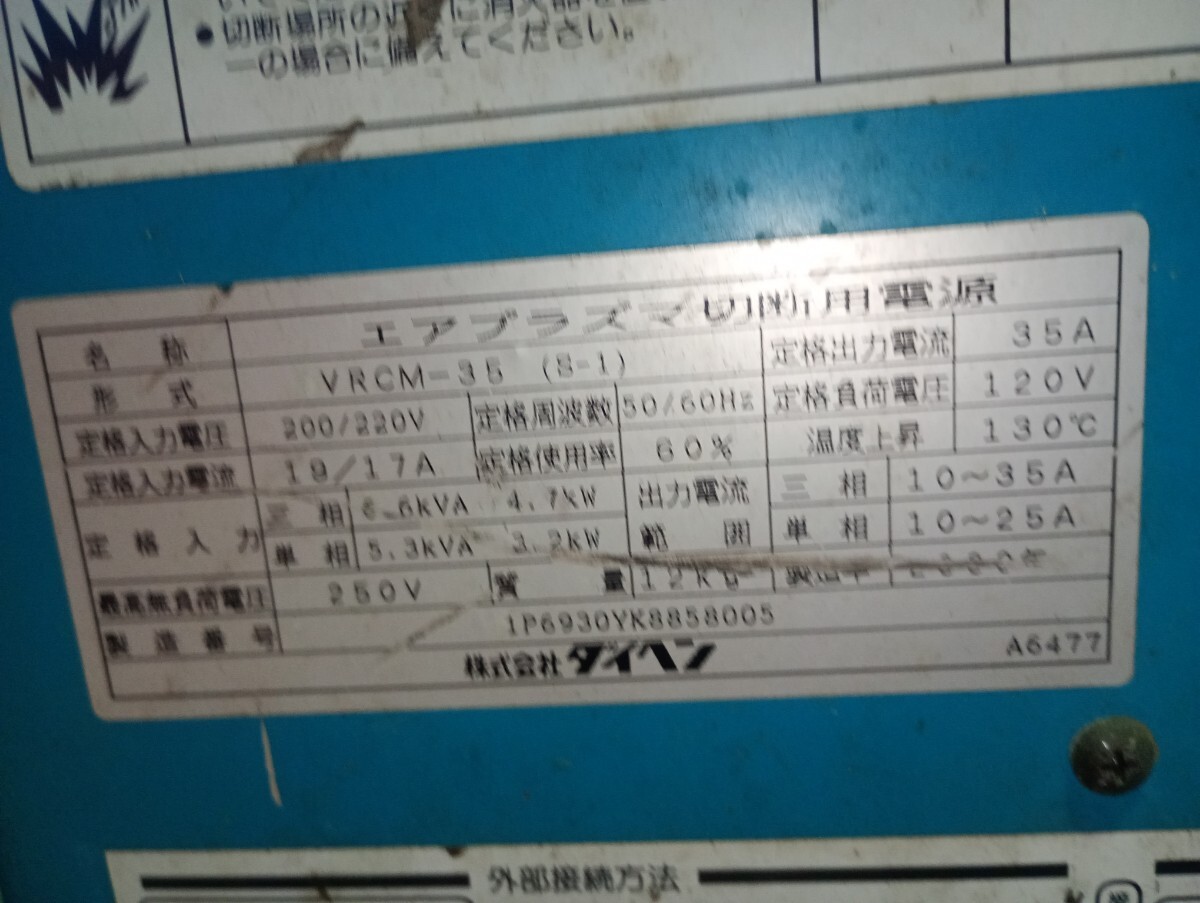 ● 切断場所の近くに消火器を
一の場合に備えてください。
名称 エアプラズマ切断用電源
形式 VRCM-35 (S-1) 定格出力電流 35A
定格入力電圧 200/220V 定格周波数 50/60Hz 定格負荷電圧 120V
定格入力電流 19/17A 定格使用率 60% 温度上昇 130℃
定格入力 三相 6.6kVA 4.7kW 出力電流 三相 10~35A
単相 5.3kVA 3.2kW 範囲 単相 10~25A
最高無負荷電圧 250V 質量 12kg 製造年
製造番号 1P6930YK8858005
株式会社ダイヘン A6477
外部接続方法